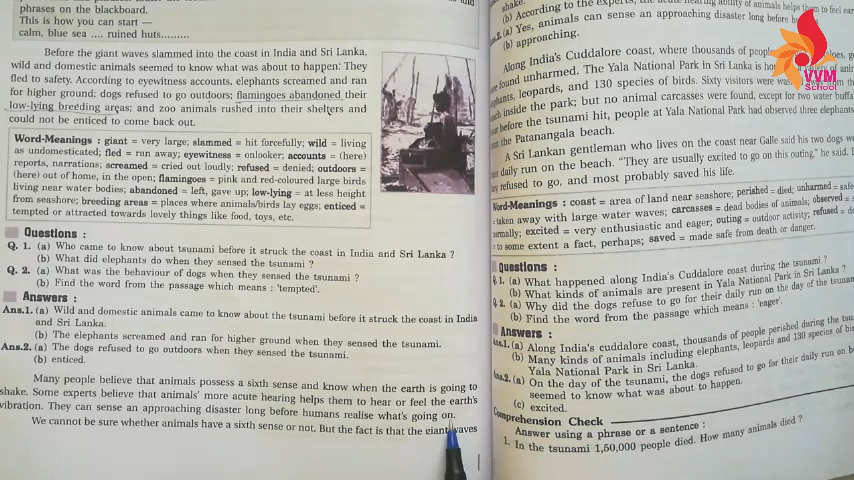 phrases on the blackboard.
This is how you can start —
calm, blue sea .... ruined huts.........
Before the giant waves slammed into the coast in India and Sri Lanka,
wild and domestic animals seemed to know what was about to happen. They
fled to safety. According to eyewitness accounts, elephants screamed and ran
for higher ground; dogs refused to go outdoors; flamingoes abandoned their
low-lying breeding areas; and zoo animals rushed into their shelters and
could not be enticed to come back out.
Word-Meanings : giant = very large; slammed = hit forcefully; wild = living
as undomesticated; fled = ran away; eyewitness = onlooker; accounts = (here)
reports, narrations; screamed = cried out loudly; refused = denied; outdoors =
(here) out of home, in the open; flamingoes = pink and red-coloured large birds
living near water bodies; abandoned = left, gave up; low-lying = at less height
from seashore; breeding areas = places where animals/birds lay eggs; enticed =
tempted or attracted towards lovely things like food, toys, etc.
Questions :
Q. 1. (a) Who came to know about tsunami before it struck the coast in India and Sri Lanka ?
(b) What did elephants do when they sensed the tsunami ?
Q. 2. (a) What was the behaviour of dogs when they sensed the tsunami ?
(b) Find the word from the passage which means : 'tempted'.
Answers :
Ans.1. (a) Wild and domestic animals came to know about the tsunami before it struck the coast in India
and Sri Lanka.
(b) The elephants screamed and ran for higher ground when they sensed the tsunami.
Ans.2. (a) The dogs refused to go outdoors when they sensed the tsunami.
(b) enticed.
Many people believe that animals possess a sixth sense and know when the earth is going to
shake. Some experts believe that animals' more acute hearing helps them to hear or feel the earth's
vibration. They can sense an approaching disaster long before humans realise what's going on.
We cannot be sure whether animals have a sixth sense or not. But the fact is that the giant waves
shake.
(b) According to the experts, the acute hearing ability of animals helps them to feel
(a) Yes, animals can sense an approaching disaster long before
(b) approaching.
Along India's Cuddalore coast, where thousands of people
found unharmed. The Yala National Park in Sri Lanka is
leopards, and 130 species of birds. Sixty visitors were
inside the park; but no animal carcasses were found, except for two water
before the tsunami hit, people at Yala National Park had observed three elephants
the Patanangala beach.
A Sri Lankan gentleman who lives on the coast near Galle said his two dogs
daily run on the beach. "They are usually excited to go on this outing," he said.
refused to go, and most probably saved his life.
Word-Meanings : coast = area of land near seashore; perished = died; unharmed = safe
taken away with large water waves; carcasses = dead bodies of animals; observed =
excited = very enthusiastic and eager; outing = outdoor activity; refused =
to some extent a fact, perhaps; saved = made safe from death or danger.
Questions :
1. (a) What happened along India's Cuddalore coast during the tsunami ?
(b) What kinds of animals are present in Yala National Park in Sri Lanka ?
2. (a) Why did the dogs refuse to go for their daily run on the day of the
(b) Find the word from the passage which means : 'eager'.
Answers :
Ans.1. (a) Along India's cuddalore coast, thousands of people perished during the
(b) Many kinds of animals including elephants, leopards and 130 species of
Yala National Park in Sri Lanka.
Ans.2. (a) On the day of the tsunami, the dogs refused to go for their daily run on
seemed to know what was about to happen.
(c) excited.
Comprehension Check
Answer using a phrase or a sentence :
1. In the tsunami 1,50,000 people died. How many animals died ?
VVM
School